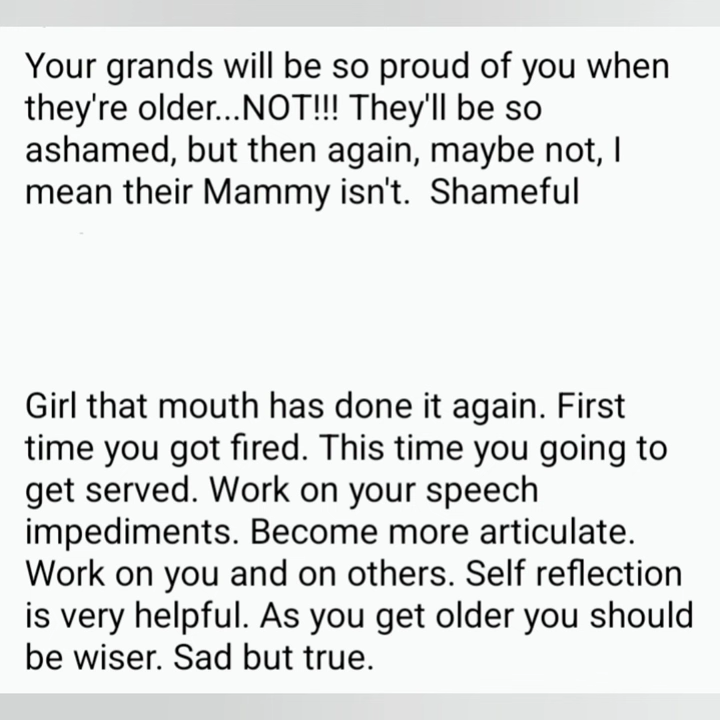 Your grands will be so proud of you when
they're older...NOT!!! They'll be so
ashamed, but then again, maybe not, I
mean their Mammy isn't.  Shameful
Girl that mouth has done it again. First
time you got fired. This time you going to
get served. Work on your speech
impediments. Become more articulate.
Work on you and on others. Self reflection
is very helpful. As you get older you should
be wiser. Sad but true.